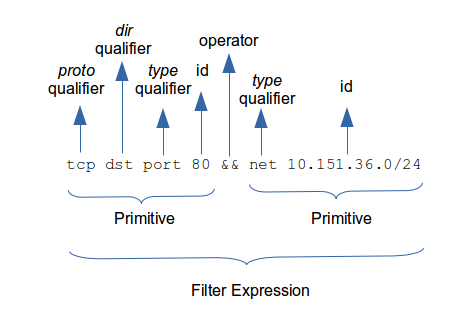 dir
qualifier
operator
proto
qualifier
type
qualifier
id
type
qualifier
id
tcp dst port 80 && net 10.151.36.0/24
Primitive
Primitive
Filter Expression